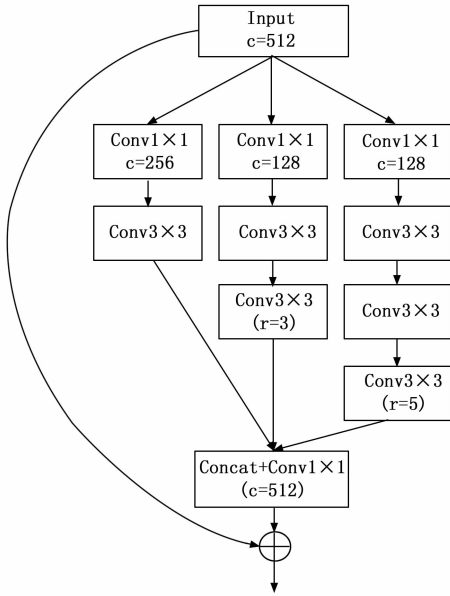 Input
c=512
Conv1×1
c=256
Conv1×1
c=128
Conv1×1
c=128
Conv3×3
Conv3×3
Conv3×3
Conv3×3
(r=3)
Conv3×3
Conv3×3
(r=5)
Concat+Conv1×1
(c=512)